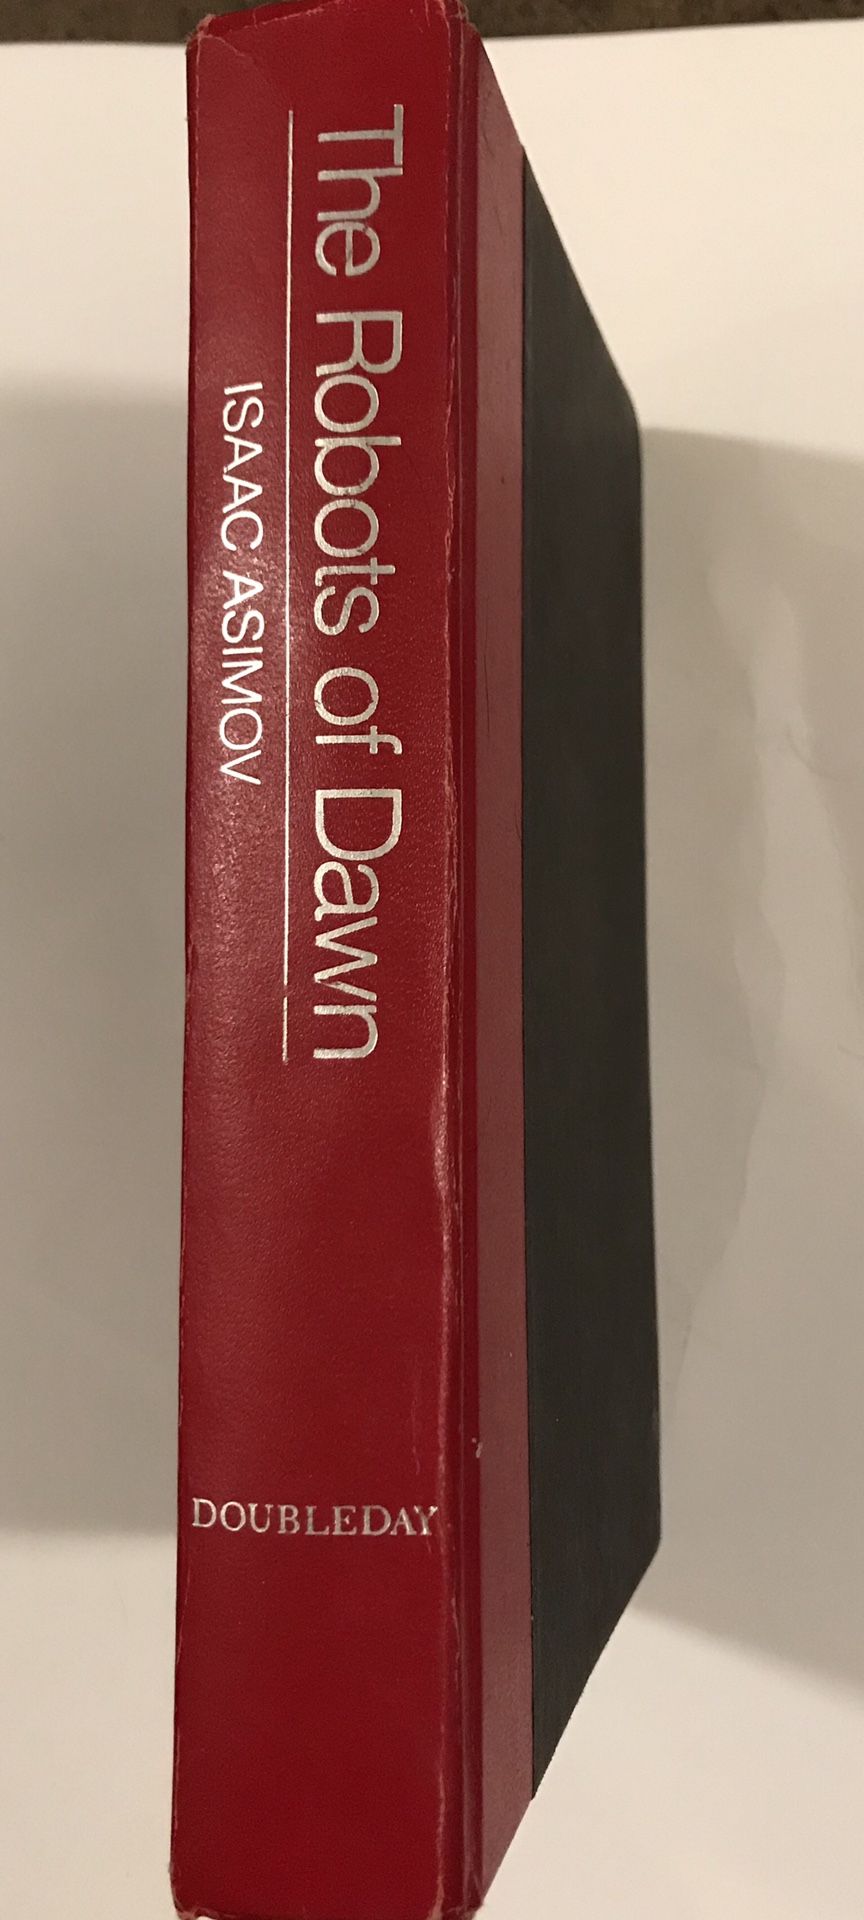 The Robots of Dawn
ISAAC ASIMOV
DOUBLEDAY